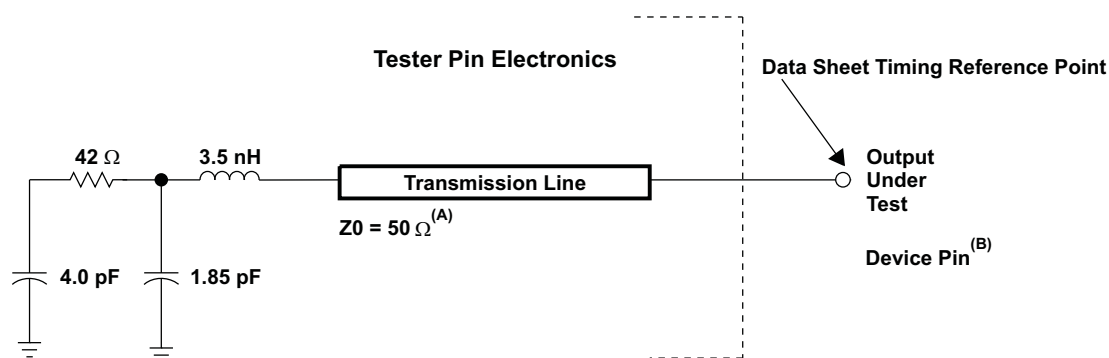 Tester Pin Electronics
Data Sheet Timing Reference Point
42 Ω
3.5 nH
Transmission Line
Output
Under
Test
Z0 = 50 Ω(A)
Device Pin(B)
4.0 pF
1.85 pF